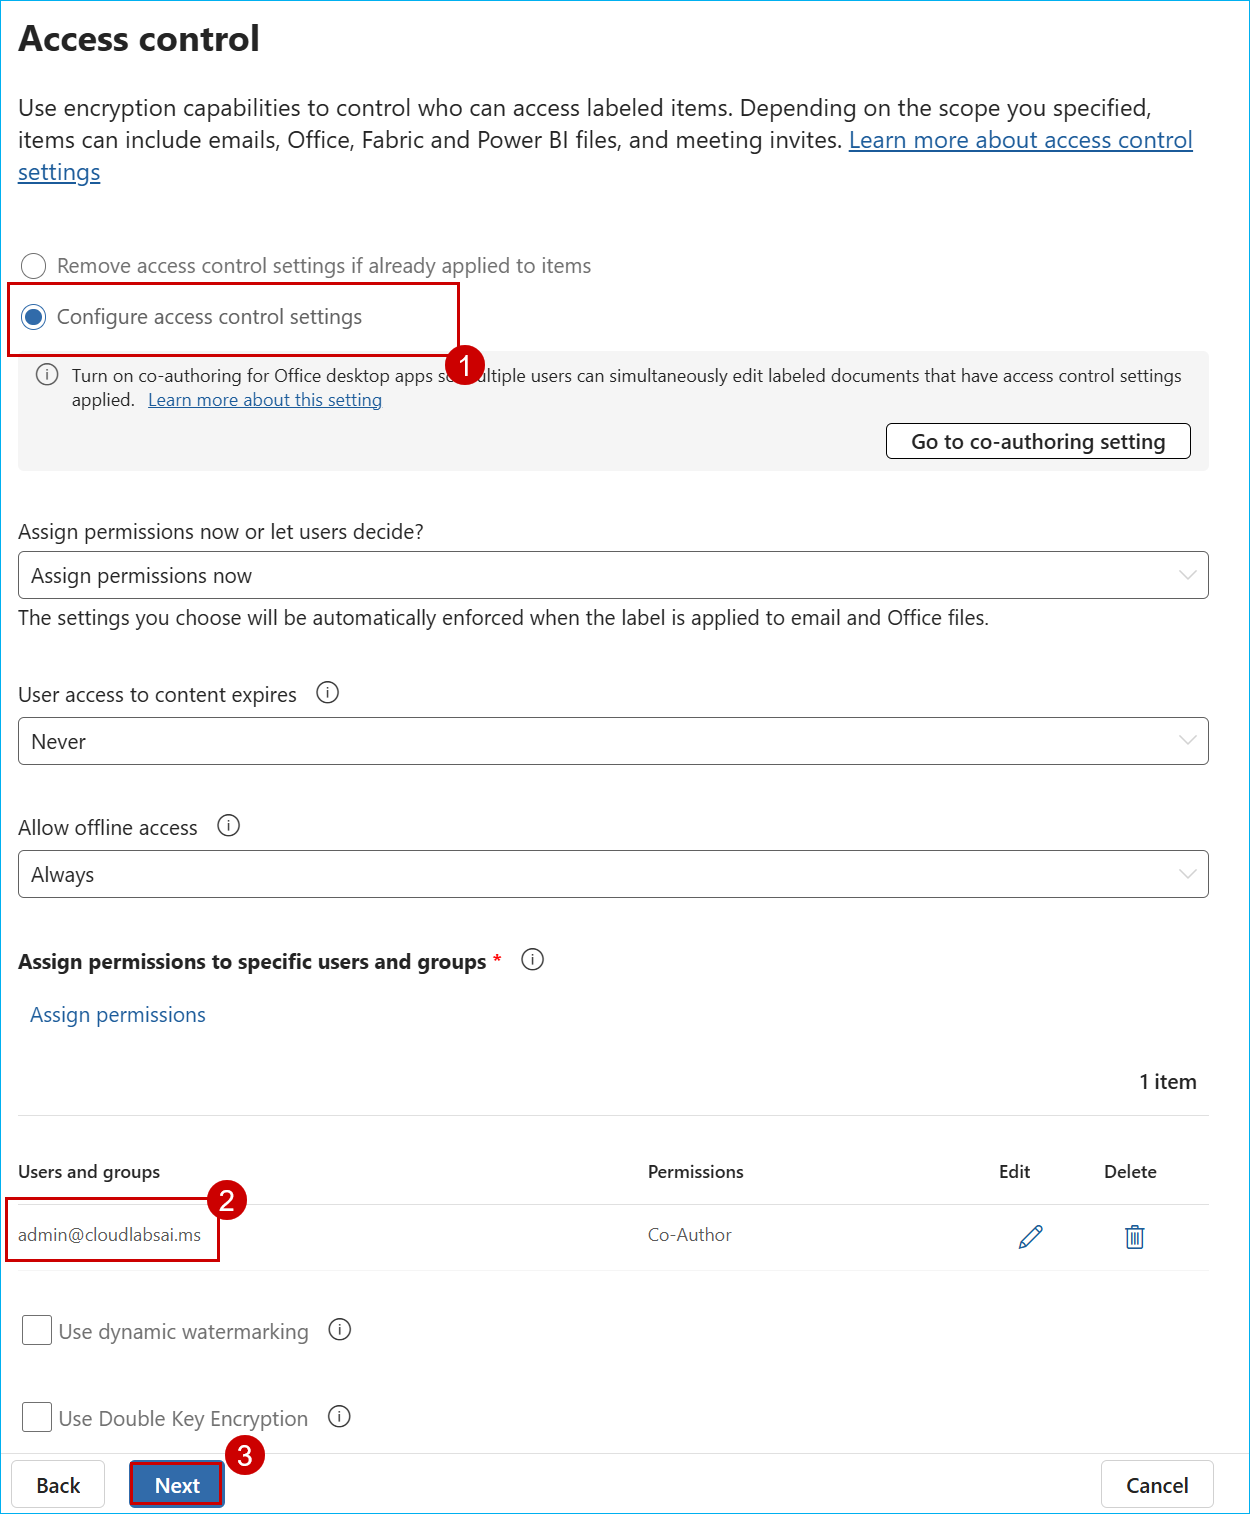 Access control
Use encryption capabilities to control who can access labeled items. Depending on the scope you specified,
items can include emails, Office, Fabric and Power BI files, and meeting invites. Learn more about access control
settings
Remove access control settings if already applied to items
Configure access control settings
1
Turn on co-authoring for Office desktop apps ultiple users can simultaneously edit labeled documents that have access control settings
applied. Learn more about this setting
Go to co-authoring setting
Assign permissions now or let users decide?
Assign permissions now
The settings you choose will be automatically enforced when the label is applied to email and Office files.
User access to content expires
Never
Allow offline access
Always
Assign permissions to specific users and groups *
Assign permissions
1 item
Users and groups Permissions Edit Delete
2
admin@cloudlabsai.ms Co-Author
Use dynamic watermarking
Use Double Key Encryption
3
Back Next Cancel